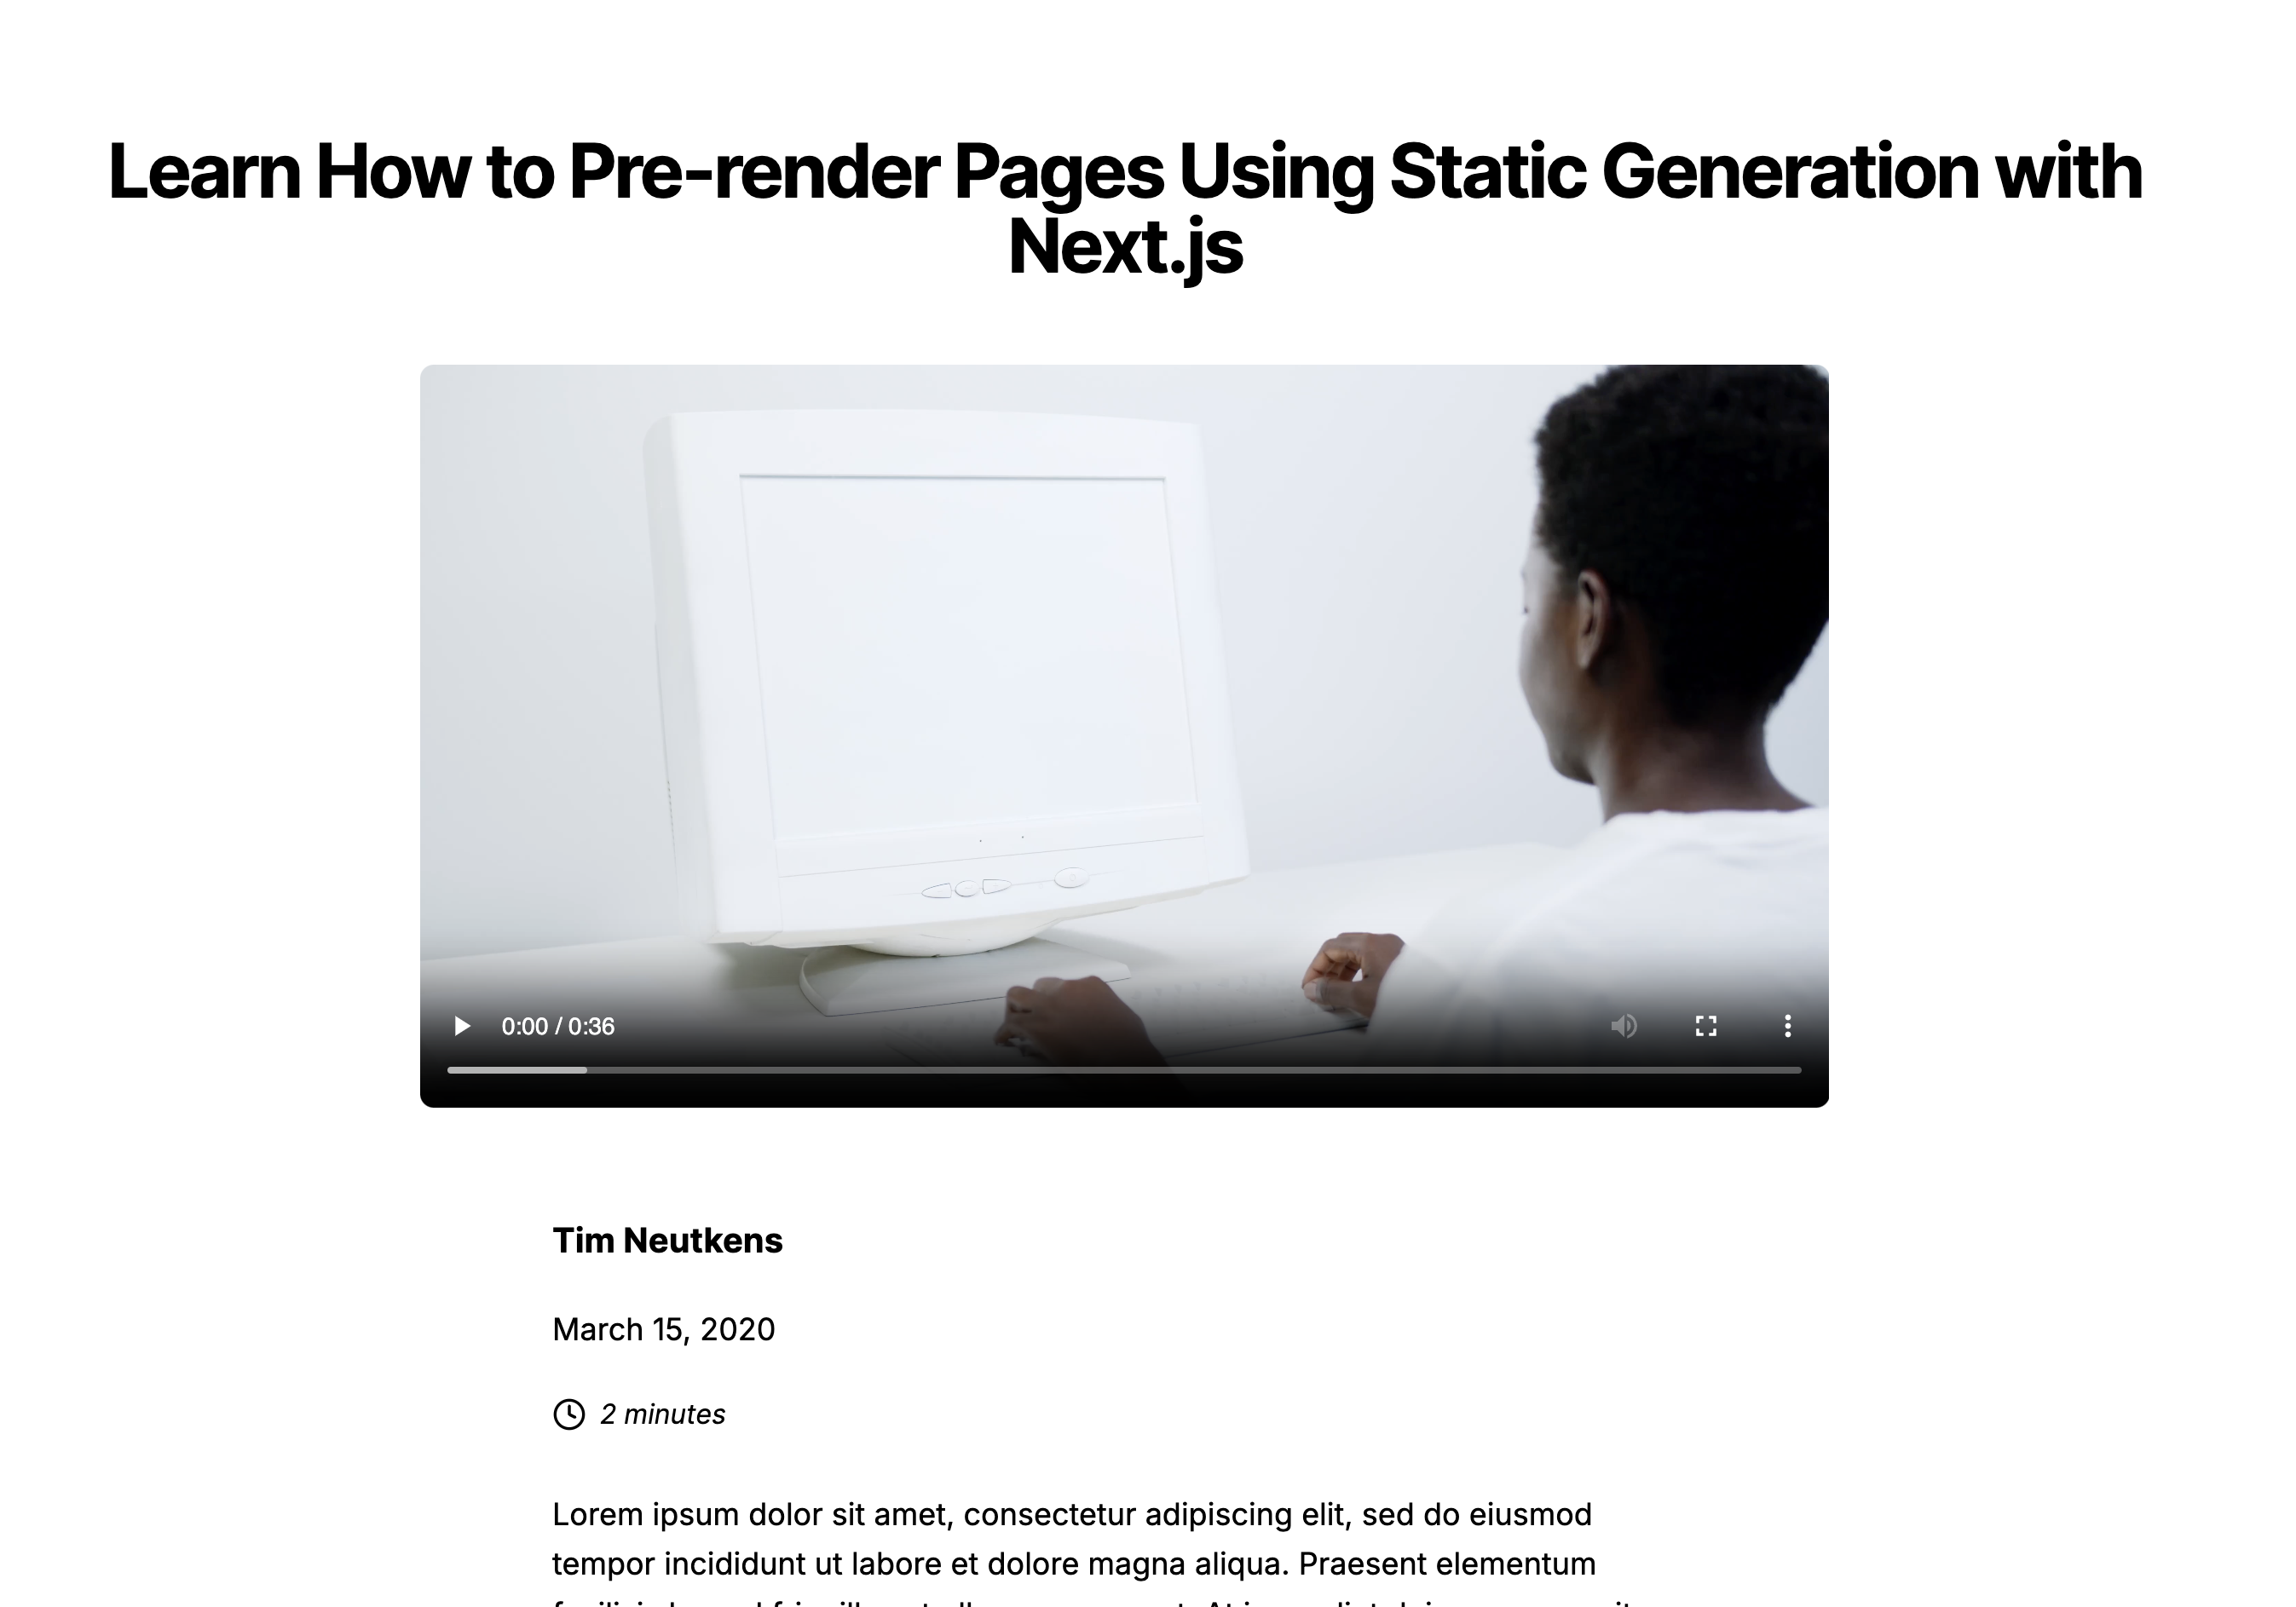 Learn How to Pre-render Pages Using Static Generation with
Next.js
0:00 / 0:36
Tim Neutkens
March 15, 2020
2 minutes
Lorem ipsum dolor sit amet, consectetur adipiscing elit, sed do eiusmod
tempor incididunt ut labore et dolore magna aliqua. Praesent elementum